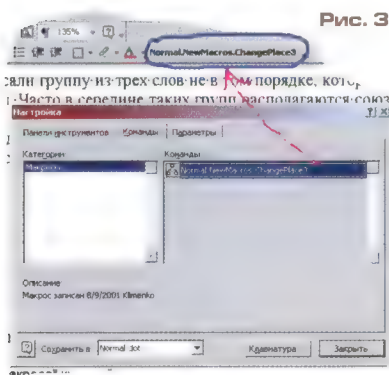 Рис. 3
135%
Normal.NewMacros.ChangePlace3
сали группу из трех слов не в том порядке, кото
Часто в середине таких групп располагаются союз
Настройка
Панели инструментов Команды Параметры
Категории Команды
Макросы Normal.NewMacros.ChangePlace3
Описание
Макрос записан 8/9/2001 Klimenko
Сохранить в Normal.dot Клавиатура Закрыть